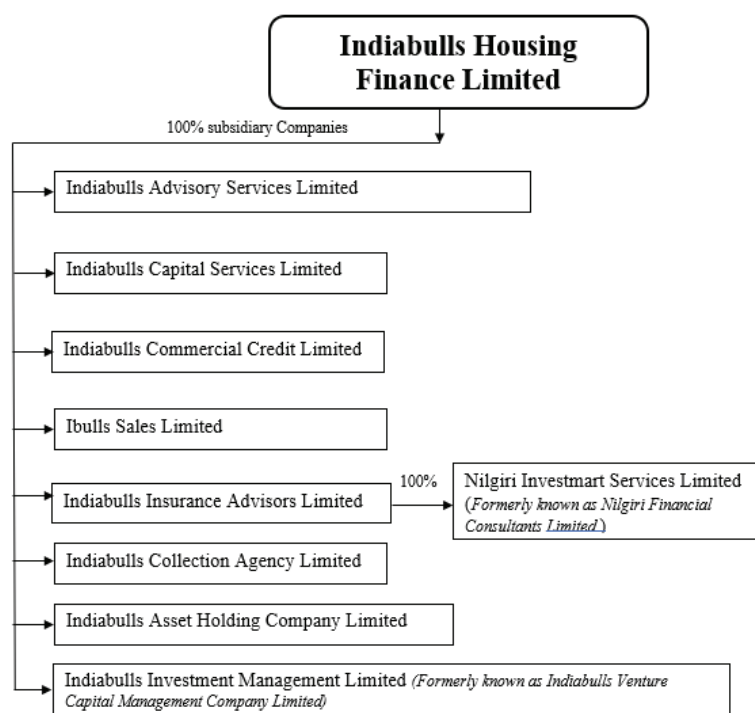 Indiabulls Housing
Finance Limited
100% subsidiary Companies
Indiabulls Advisory Services Limited
Indiabulls Capital Services Limited
Indiabulls Commercial Credit Limited
Ibulls Sales Limited
Indiabulls Insurance Advisors Limited
100%
Nilgiri Investmart Services Limited
(Formerly known as Nilgiri Financial
Consultants Limited )
Indiabulls Collection Agency Limited
Indiabulls Asset Holding Company Limited
Indiabulls Investment Management Limited (Formerly known as Indiabulls Venture
Capital Management Company Limited)